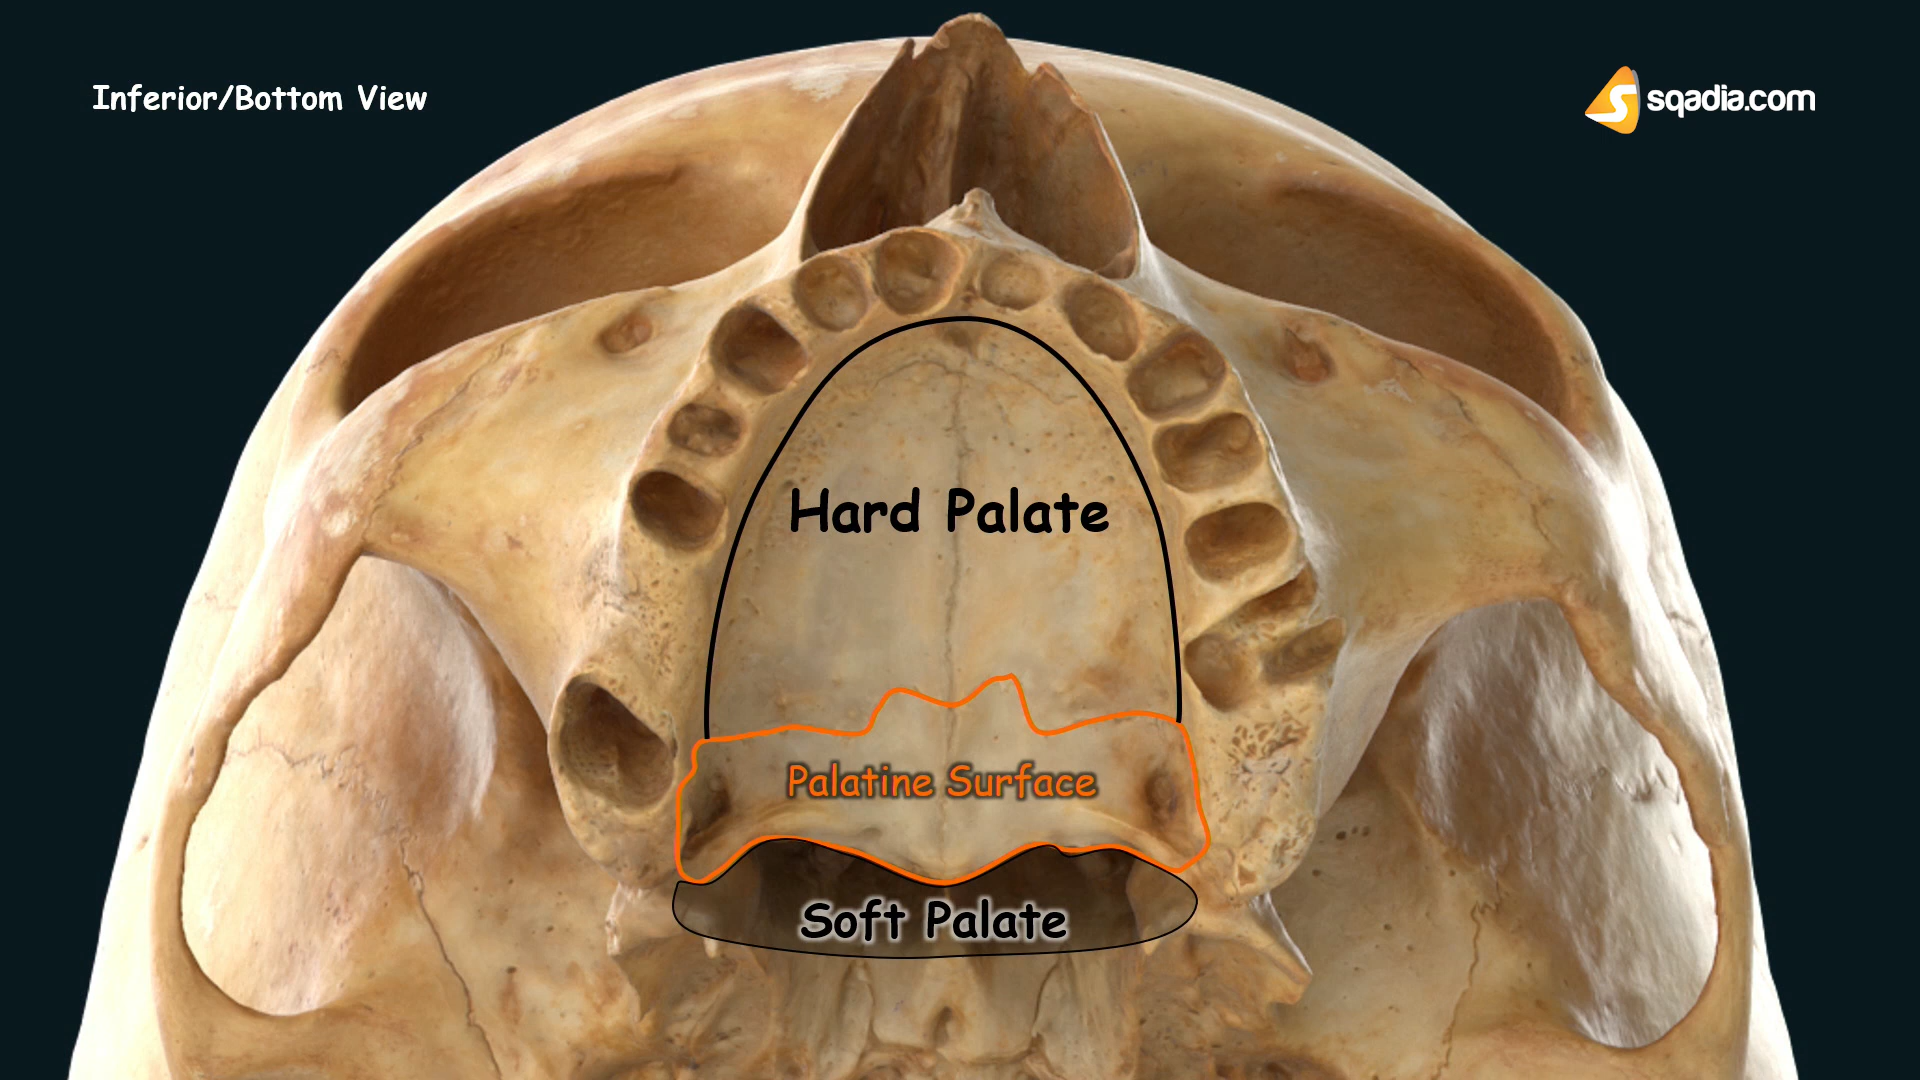 Inferior/Bottom View
sqadia.com
Hard Palate
Palatine Surface
Soft Palate